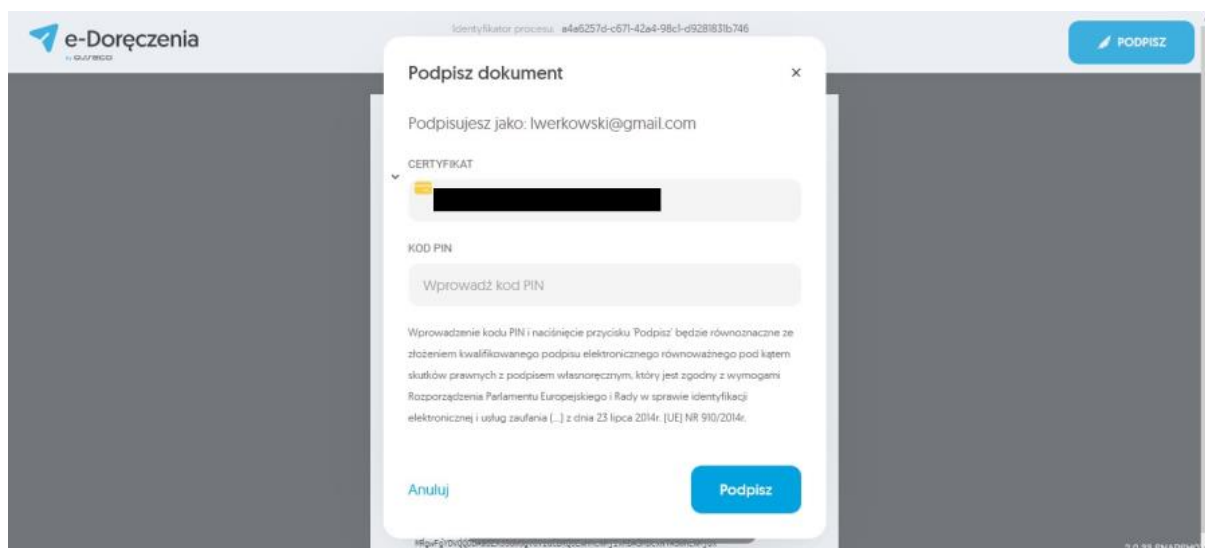 e-Doręczenia
by asseco
Identyfikator procesu: a4a6257d-c671-42a4-98c1-d9281831b746
PODPISZ
Podpisz dokument
×
Podpisujesz jako: lwerkowski@gmail.com
CERTYFIKAT
KOD PIN
Wprowadź kod PIN
Wprowadzenie kodu PIN i naciśnięcie przycisku 'Podpisz' będzie równoznaczne ze
złożeniem kwalifikowanego podpisu elektronicznego równoważnego pod kątem
skutków prawnych z podpisem własnoręcznym, który jest zgodny z wymogami
Rozporządzenia Parlamentu Europejskiego i Rady w sprawie identyfikacji
elektronicznej i usług zaufania (...) z dnia 23 lipca 2014r. (UE) NR 910/2014r.
Anuluj
Podpisz